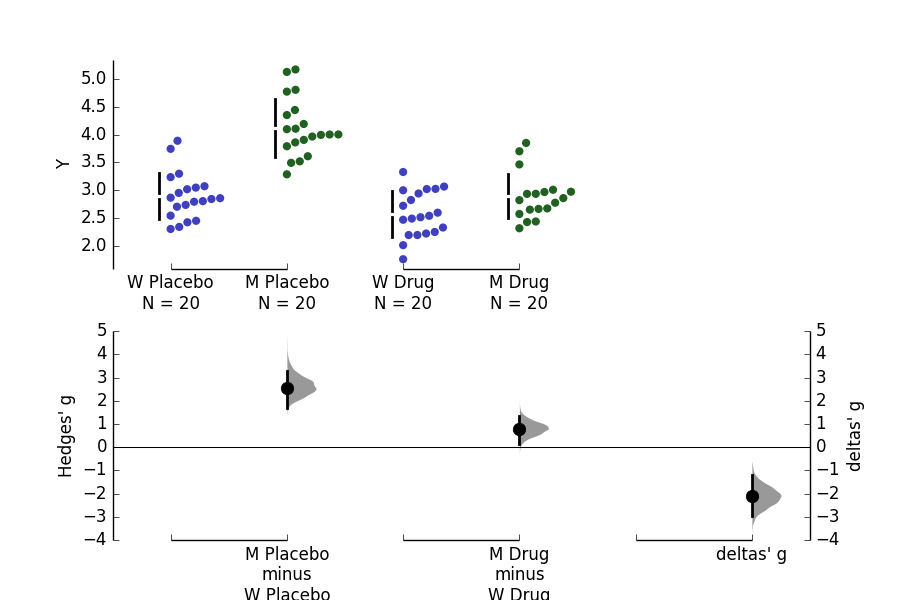 5.0
4.5
4.0
3.5
3.0
2.5
2.0
Y
W Placebo
N = 20
M Placebo
N = 20
W Drug
N = 20
M Drug
N = 20
5
4
3
2
1
0
−1
−2
−3
−4
Hedges' g
5
4
3
2
1
0
−1
−2
−3
−4
deltas' g
M Placebo
minus
W Placebo
M Drug
minus
W Drug
deltas' g